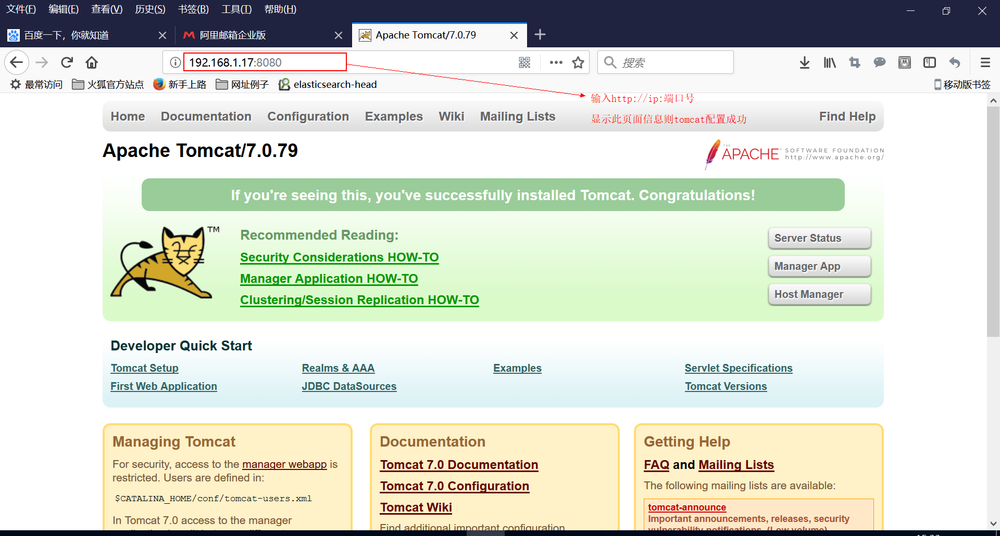 文件(F) 编辑(E) 查看(V) 历史(S) 书签(B) 工具(T) 帮助(H)
百度一下，你就知道
阿里邮箱企业版
Apache Tomcat/7.0.79
192.168.1.17:8080
搜索
最常访问 火狐官方站点 新手上路 网址例子 elasticsearch-head
移动版书签
输入http://ip:端口号
显示此页面信息则tomcat配置成功
Home Documentation Configuration Examples Wiki Mailing Lists Find Help
Apache Tomcat/7.0.79
THE APACHE SOFTWARE FOUNDATION
http://www.apache.org/
If you're seeing this, you've successfully installed Tomcat. Congratulations!
TM
Recommended Reading:
Security Considerations HOW-TO
Manager Application HOW-TO
Clustering/Session Replication HOW-TO
Server Status
Manager App
Host Manager
Developer Quick Start
Tomcat Setup Realms & AAA Examples Servlet Specifications
First Web Application JDBC DataSources Tomcat Versions
Managing Tomcat
For security, access to the manager webapp is
restricted. Users are defined in:
$CATALINA_HOME/conf/tomcat-users.xml
In Tomcat 7.0 access to the manager
Documentation
Tomcat 7.0 Documentation
Tomcat 7.0 Configuration
Tomcat Wiki
Find additional important configuration
Getting Help
FAQ and Mailing Lists
The following mailing lists are available:
tomcat-announce
Important announcements, releases, security
vulnerability notifications. (Low volume).